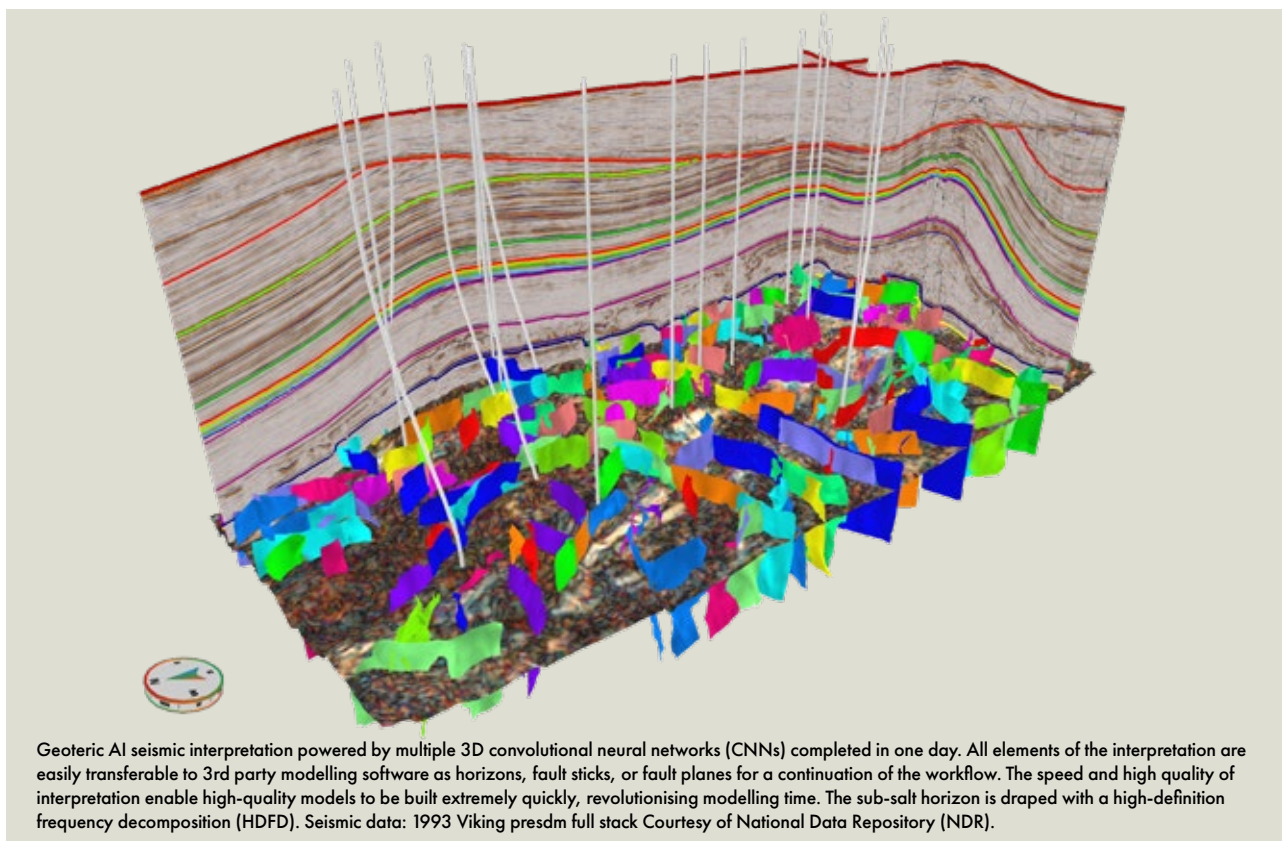 Geoteric AI seismic interpretation powered by multiple 3D convolutional neural networks (CNNs) completed in one day. All elements of the interpretation are
easily transferable to 3rd party modelling software as horizons, fault sticks, or fault planes for a continuation of the workflow. The speed and high quality of
interpretation enable high-quality models to be built extremely quickly, revolutionising modelling time. The sub-salt horizon is draped with a high-definition
frequency decomposition (HDFD). Seismic data: 1993 Viking presdm full stack Courtesy of National Data Repository (NDR).